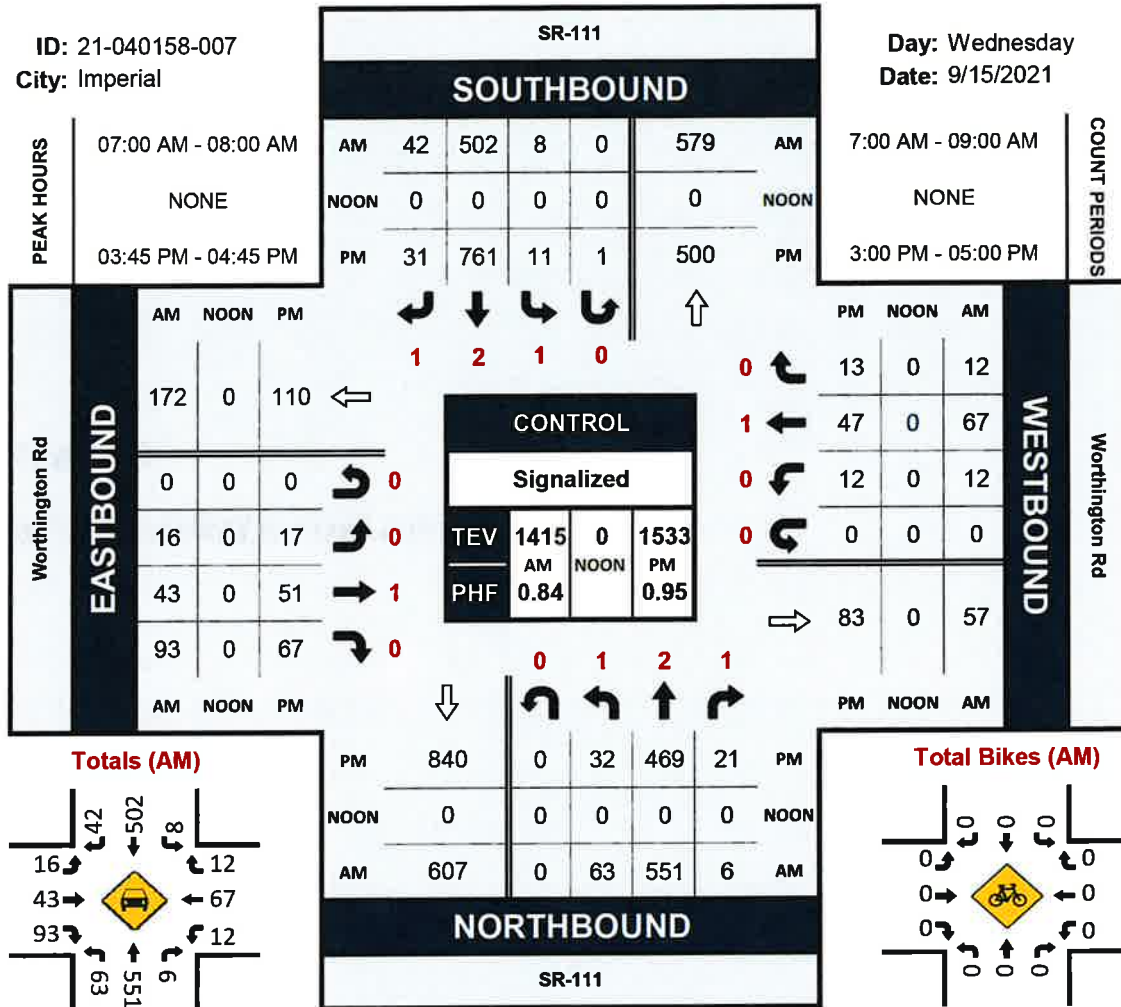 ID: 21-040158-007
City: Imperial
SR-111
SOUTHBOUND
Day: Wednesday
Date: 9/15/2021
PEAK HOURS
07:00 AM - 08:00 AM
NONE
03:45 PM - 04:45 PM
AM 42 502 8 0 579 AM
NOON 0 0 0 0 0 NOON
PM 31 761 11 1 500 PM
1 2 1 0
7:00 AM - 09:00 AM
NONE
3:00 PM - 05:00 PM
COUNT PERIODS
Worthington Rd
EASTBOUND
AM NOON PM
172 0 110
0 0 0 0
16 0 17 0
43 0 51 1
93 0 67 0
AM NOON PM
CONTROL
Signalized
TEV 1415 0 1533
AM NOON PM
PHF 0.84 0.95
PM NOON AM
0 13 0 12
1 47 0 67
0 12 0 12
0 0 0 0
83 0 57
PM NOON AM
WESTBOUND
Worthington Rd
0 1 2 1
PM 840 0 32 469 21 PM
NOON 0 0 0 0 0 NOON
AM 607 0 63 551 6 AM
NORTHBOUND
SR-111
Totals (AM)
42 502 8
16 12
43 67
93 12
63 551 6
Total Bikes (AM)
0 0 0
0 0
0 0
0 0
0 0 0